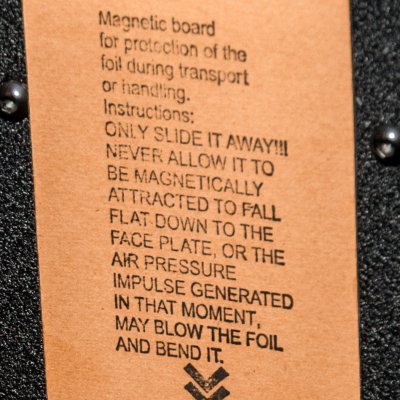 Magnetic board
for protection of the
foil during transport
or handling.
Instructions:
ONLY SLIDE IT AWAY!!!
NEVER ALLOW IT TO
BE MAGNETICALLY
ATTRACTED TO FALL
FLAT DOWN TO THE
FACE PLATE, OR THE
AIR PRESSURE
IMPULSE GENERATED
IN THAT MOMENT,
MAY BLOW THE FOIL
AND BEND IT.